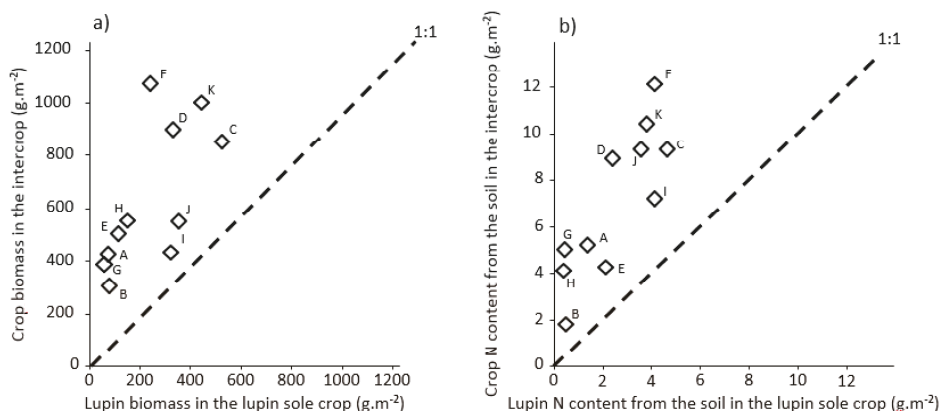 a)
1:1
Crop biomass in the intercrop (g.m-2)
1200
1000
800
600
400
200
0
F
K
D
C
H
J
E
I
A
G
B
0 200 400 600 800 1000 1200
Lupin biomass in the lupin sole crop (g.m-2)
b)
1:1
Crop N content from the soil in the intercrop (g.m-2)
12
10
8
6
4
2
0
F
K
D
J
C
I
G
A
E
H
B
0 2 4 6 8 10 12
Lupin N content from the soil in the lupin sole crop (g.m-2)